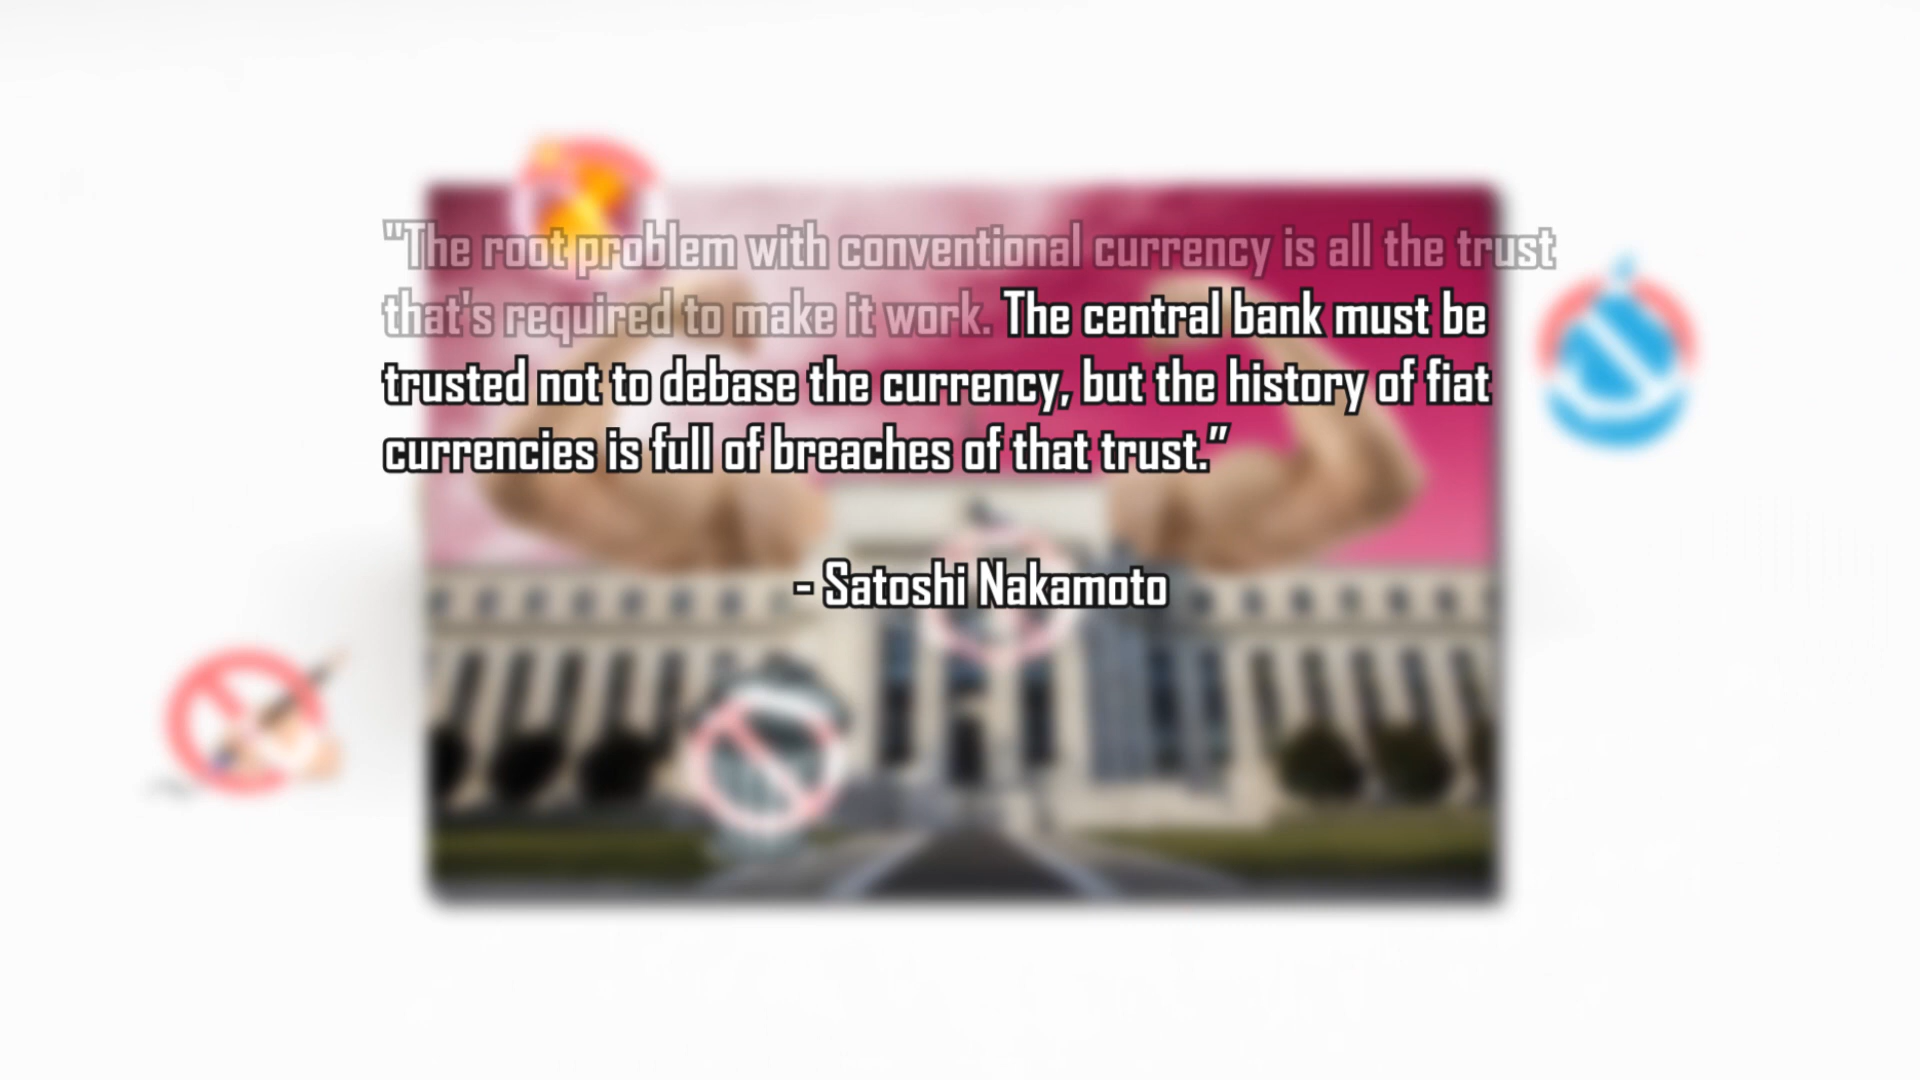 "The root problem with conventional currency is all the trust
that's required to make it work. The central bank must be
trusted not to debase the currency, but the history of fiat
currencies is full of breaches of that trust.”
- Satoshi Nakamoto